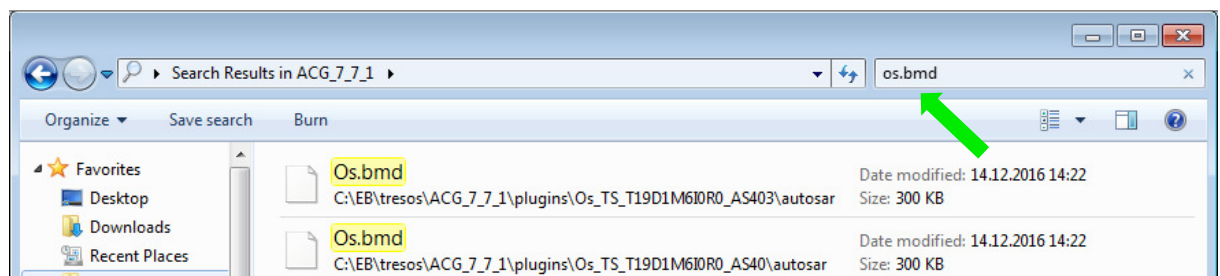 Search Results in ACG_7_7_1
os.bmd
Organize
Save search
Burn
Favorites
Desktop
Downloads
Recent Places
Os.bmd
C:\EB\tresos\ACG_7_7_1\plugins\Os_TS_T19D1M6I0R0_AS403\autosar
Date modified: 14.12.2016 14:22
Size: 300 KB
Os.bmd
C:\EB\tresos\ACG_7_7_1\plugins\Os_TS_T19D1M6I0R0_AS40\autosar
Date modified: 14.12.2016 14:22
Size: 300 KB